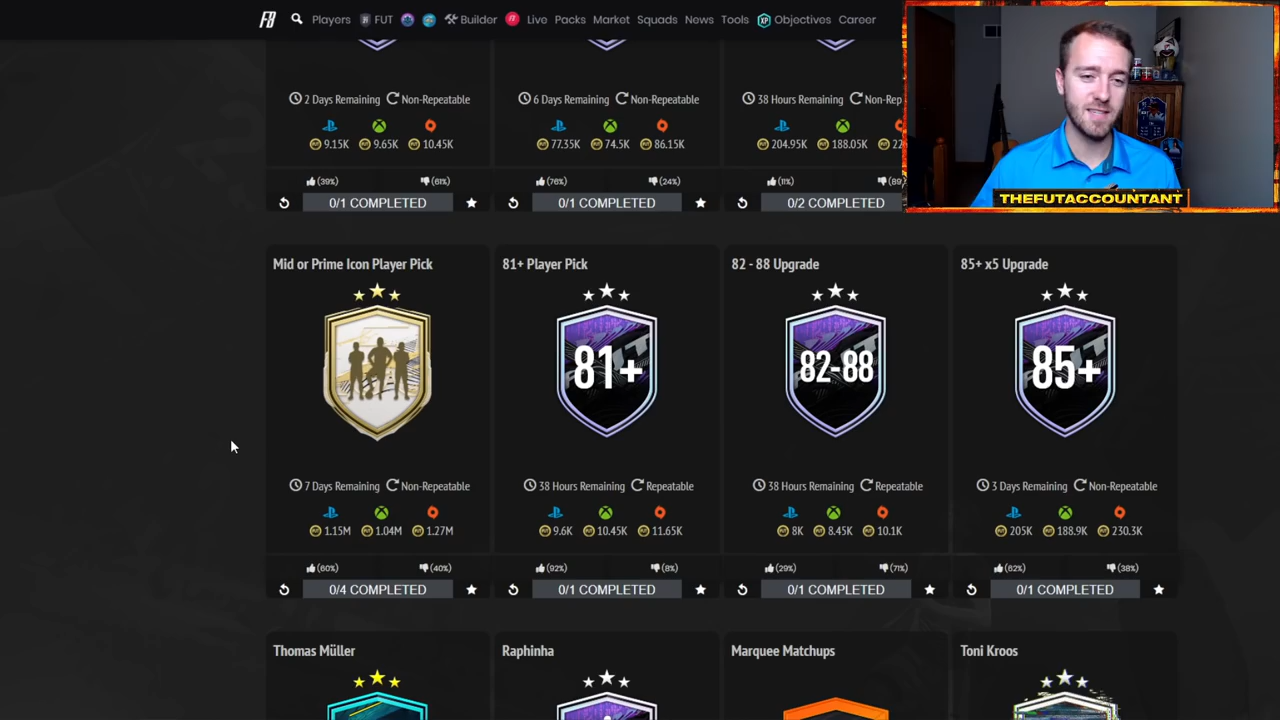 FB Players FUT Builder Live Packs Market Squads News Tools XP Objectives Career
2 Days Remaining Non-Repeatable
9.15K 9.65K 10.45K
(39%) (61%)
0/1 COMPLETED
6 Days Remaining Non-Repeatable
77.35K 74.5K 86.15K
(76%) (24%)
0/1 COMPLETED
38 Hours Remaining Non-Rep
204.95K 188.05K 22
(11%) (89
0/2 COMPLETED
THEFUTACCOUNTANT
Mid or Prime Icon Player Pick
7 Days Remaining Non-Repeatable
1.15M 1.04M 1.27M
(60%) (40%)
0/4 COMPLETED
81+ Player Pick
81+
38 Hours Remaining Repeatable
9.6K 10.45K 11.65K
(92%) (8%)
0/1 COMPLETED
82 - 88 Upgrade
82-88
38 Hours Remaining Repeatable
8K 8.45K 10.1K
(29%) (71%)
0/1 COMPLETED
85+ x5 Upgrade
85+
3 Days Remaining Non-Repeatable
205K 188.9K 230.3K
(62%) (38%)
0/1 COMPLETED
Thomas Müller
Raphinha
Marquee Matchups
Toni Kroos